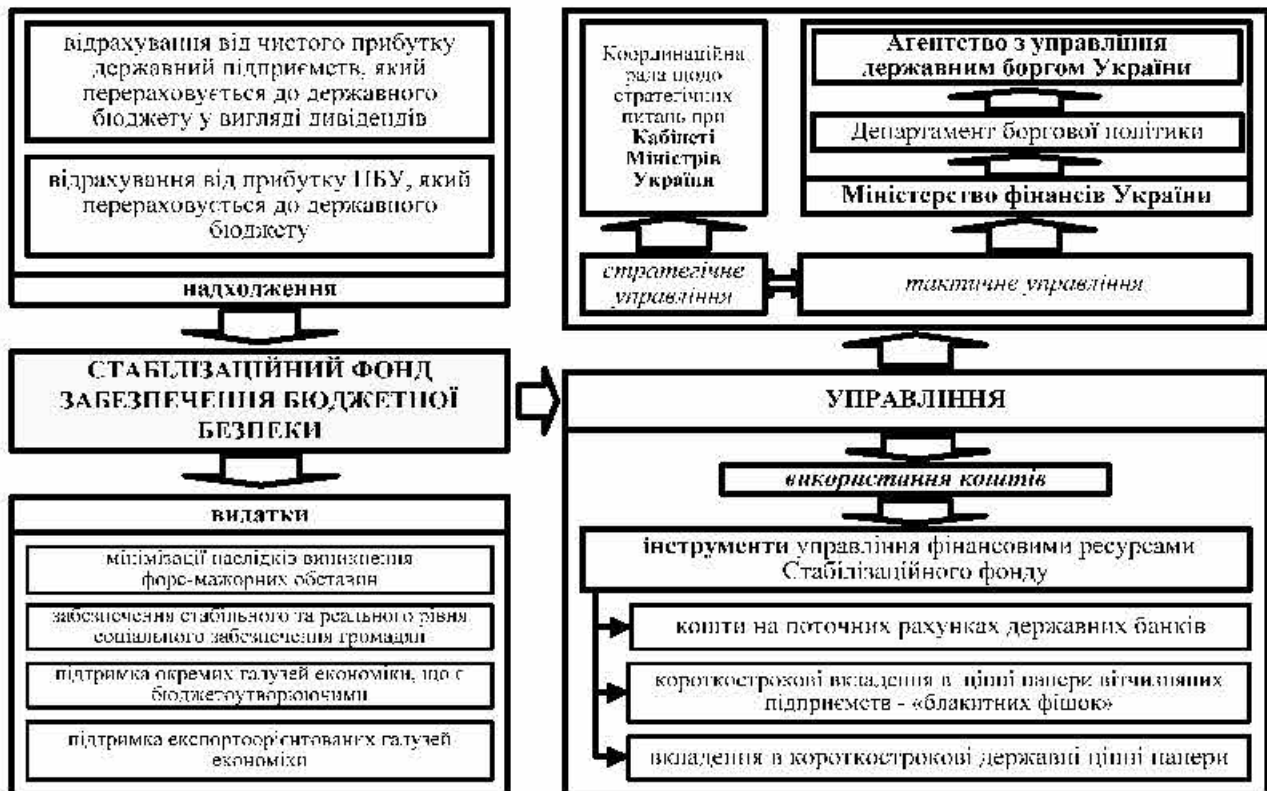 відрахування від чистого прибутку
державний підприємств, який
перераховується до державного
бюджету у вигляді дивідендів
відрахування від прибутку НБУ, який
перераховується до державного
бюджету
надходження
СТАБІЛІЗАЦІЙНИЙ ФОНД
ЗАБЕЗПЕЧЕННЯ БЮДЖЕТНОЇ
БЕЗПЕКИ
видатки
мінімізації наслідків виникнення
форс-мажорних обставин
забезпечення стабільного та реального рівня
соціального забезпечення громадян
підтримка окремих галузей економіки, що є
бюджетоутворюючими
підтримка експортоорієнтованих галузей
економіки
Координаційна
рада щодо
стратегічних
питань при
Кабінеті
Міністрів
України
Агентство з управління
державним боргом України
Департамент боргової політики
Міністерство фінансів України
стратегічне
управління
тактичне управління
УПРАВЛІННЯ
використання коштів
інструменти управління фінансовими ресурсами
Стабілізаційного фонду
кошти на поточних рахунках державних банків
короткострокові вкладення в цінні папери вітчизняних
підприємств - «блакитних фішок»
вкладення в короткострокові державні цінні папери